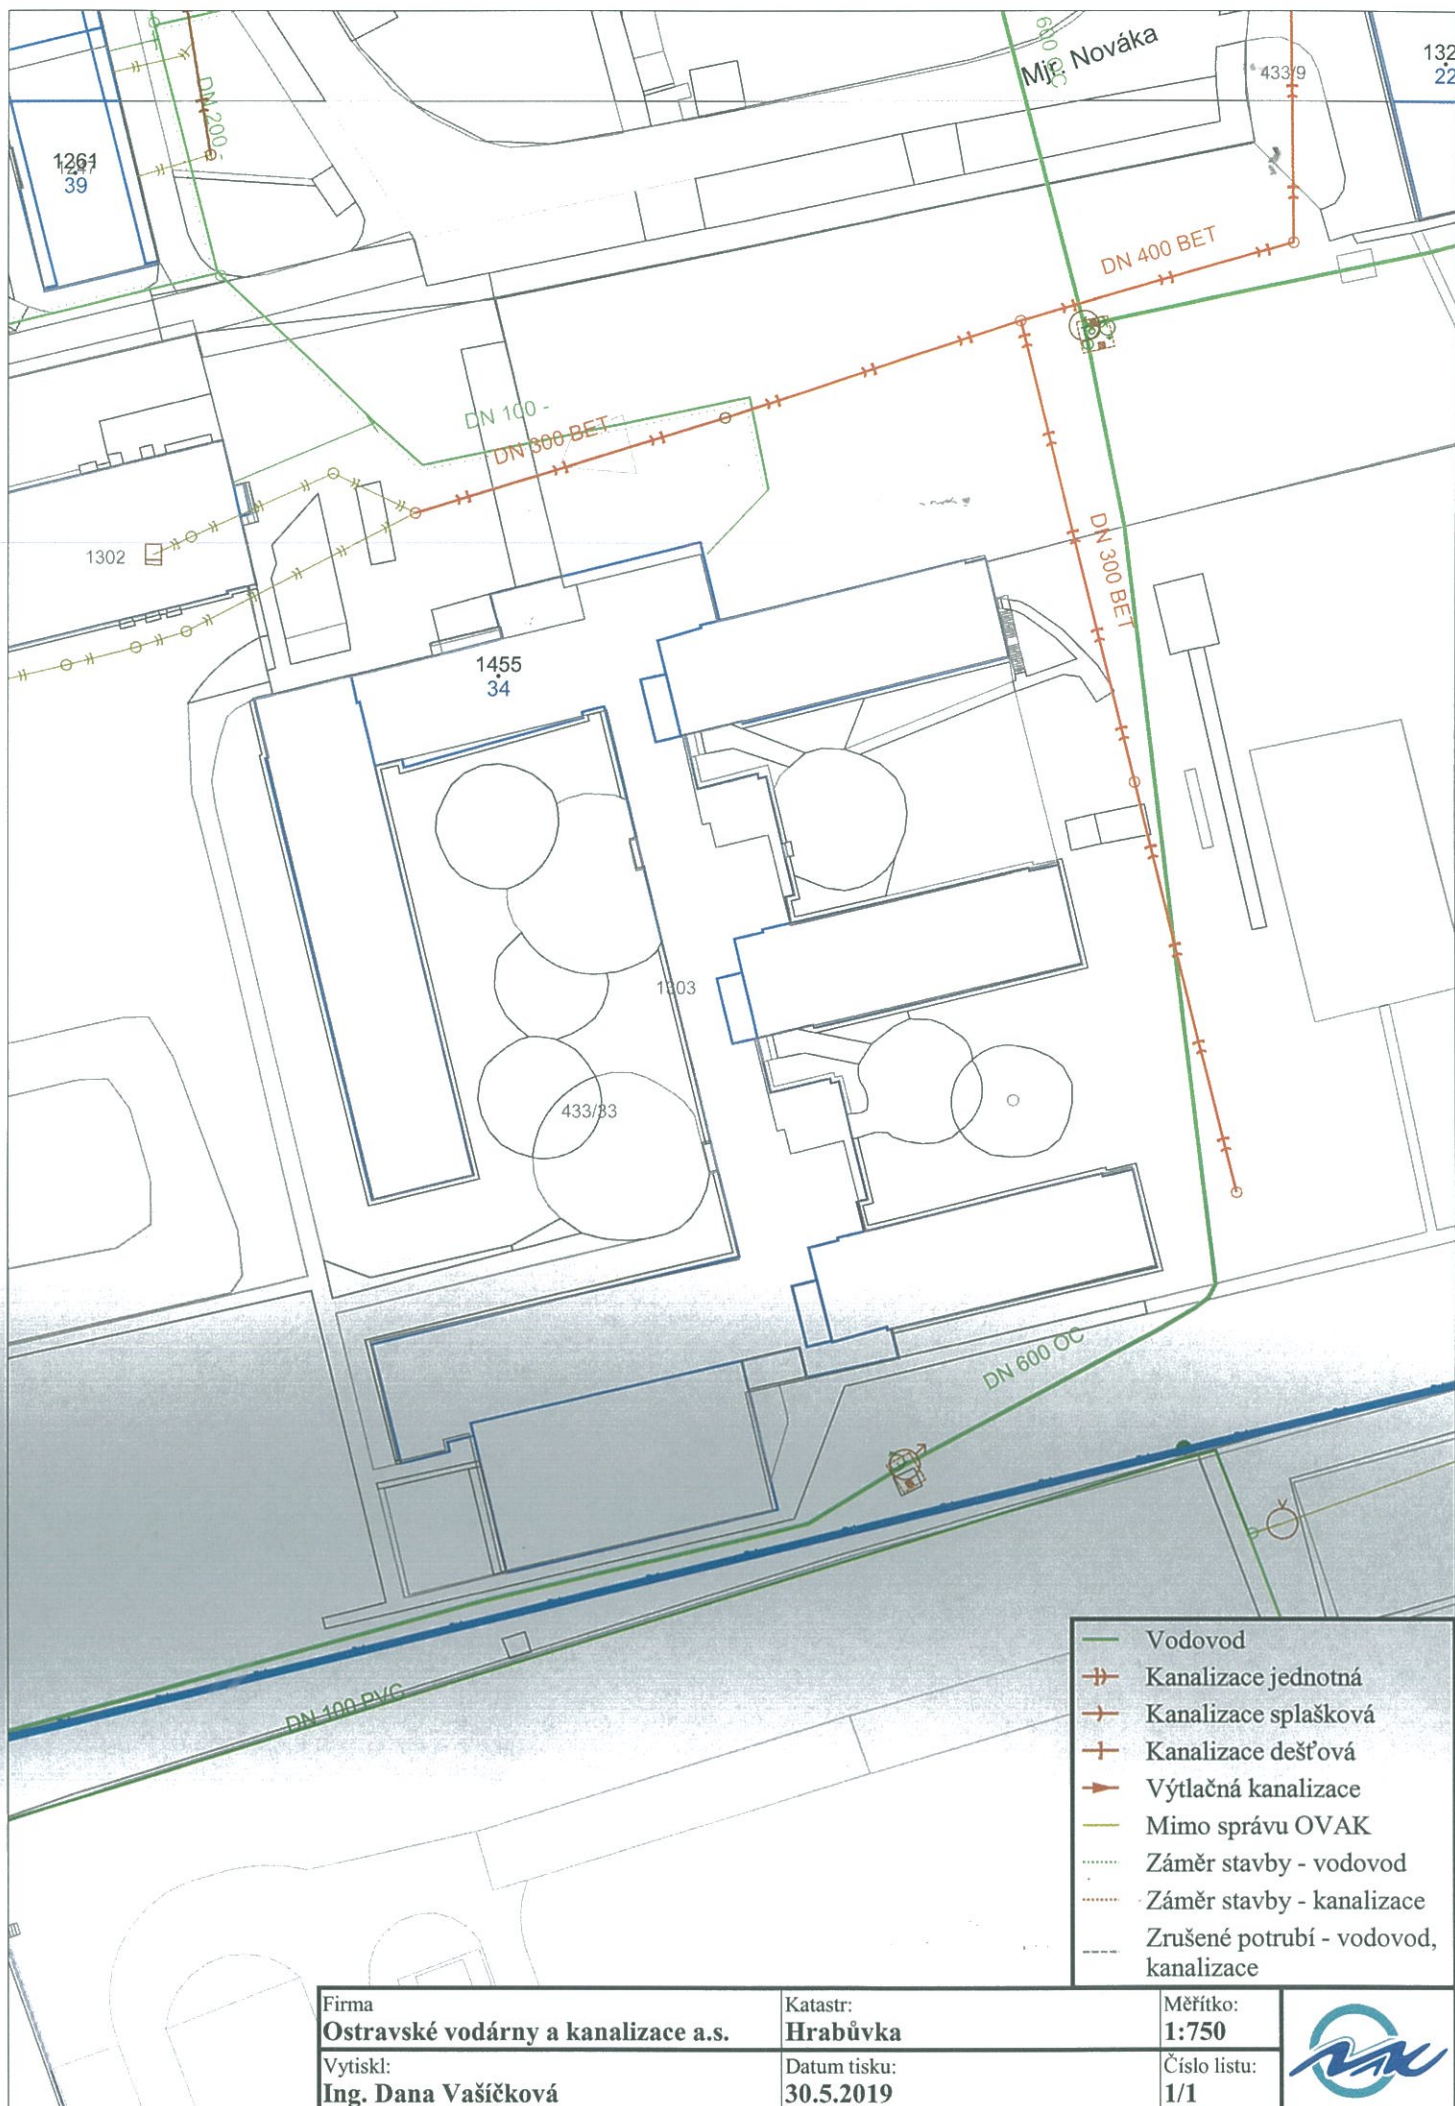 600 OC
Mjr. Nováka
433/9
132
22
DN 200 -
1261
39
DN 400 BET
DN 100 -
DN 300 BET
DN 300 BET
1302
1455
34
1303
433/33
DN 600 OC
DN 100 PVC
Vodovod
Kanalizace jednotná
Kanalizace splašková
Kanalizace dešťová
Výtlačná kanalizace
Mimo správu OVAK
Záměr stavby - vodovod
Záměr stavby - kanalizace
Zrušené potrubí - vodovod,
kanalizace
Firma
Ostravské vodárny a kanalizace a.s.
Katastr:
Hrabůvka
Měřítko:
1:750
Vytiskl:
Ing. Dana Vašíčková
Datum tisku:
30.5.2019
Číslo listu:
1/1